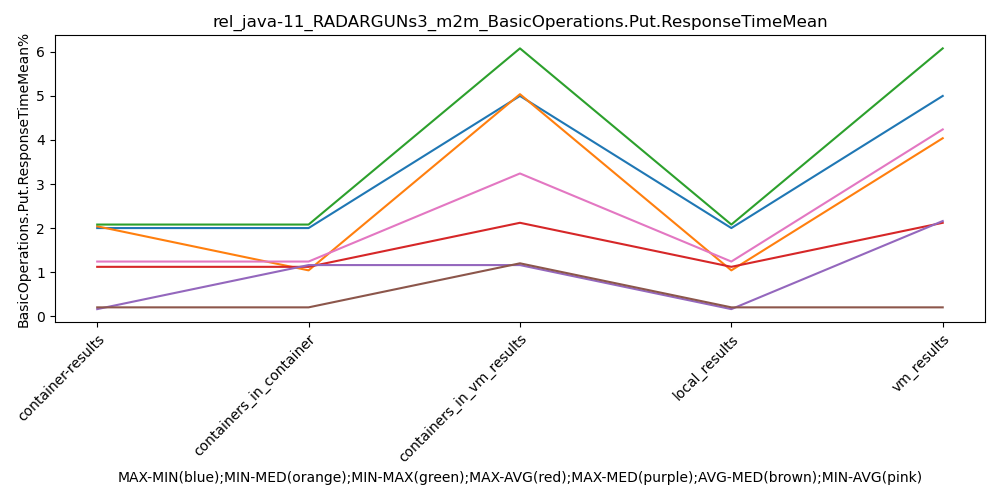 rel_java-11_RADARGUNs3_m2m_BasicOperations.Put.ResponseTimeMean
BasicOperations.Put.ResponseTimeMean%
6
5
4
3
2
1
0
container-results
containers_in_container
containers_in_vm_results
local_results
vm_results
MAX-MIN(blue);MIN-MED(orange);MIN-MAX(green);MAX-AVG(red);MAX-MED(purple);AVG-MED(brown);MIN-AVG(pink)